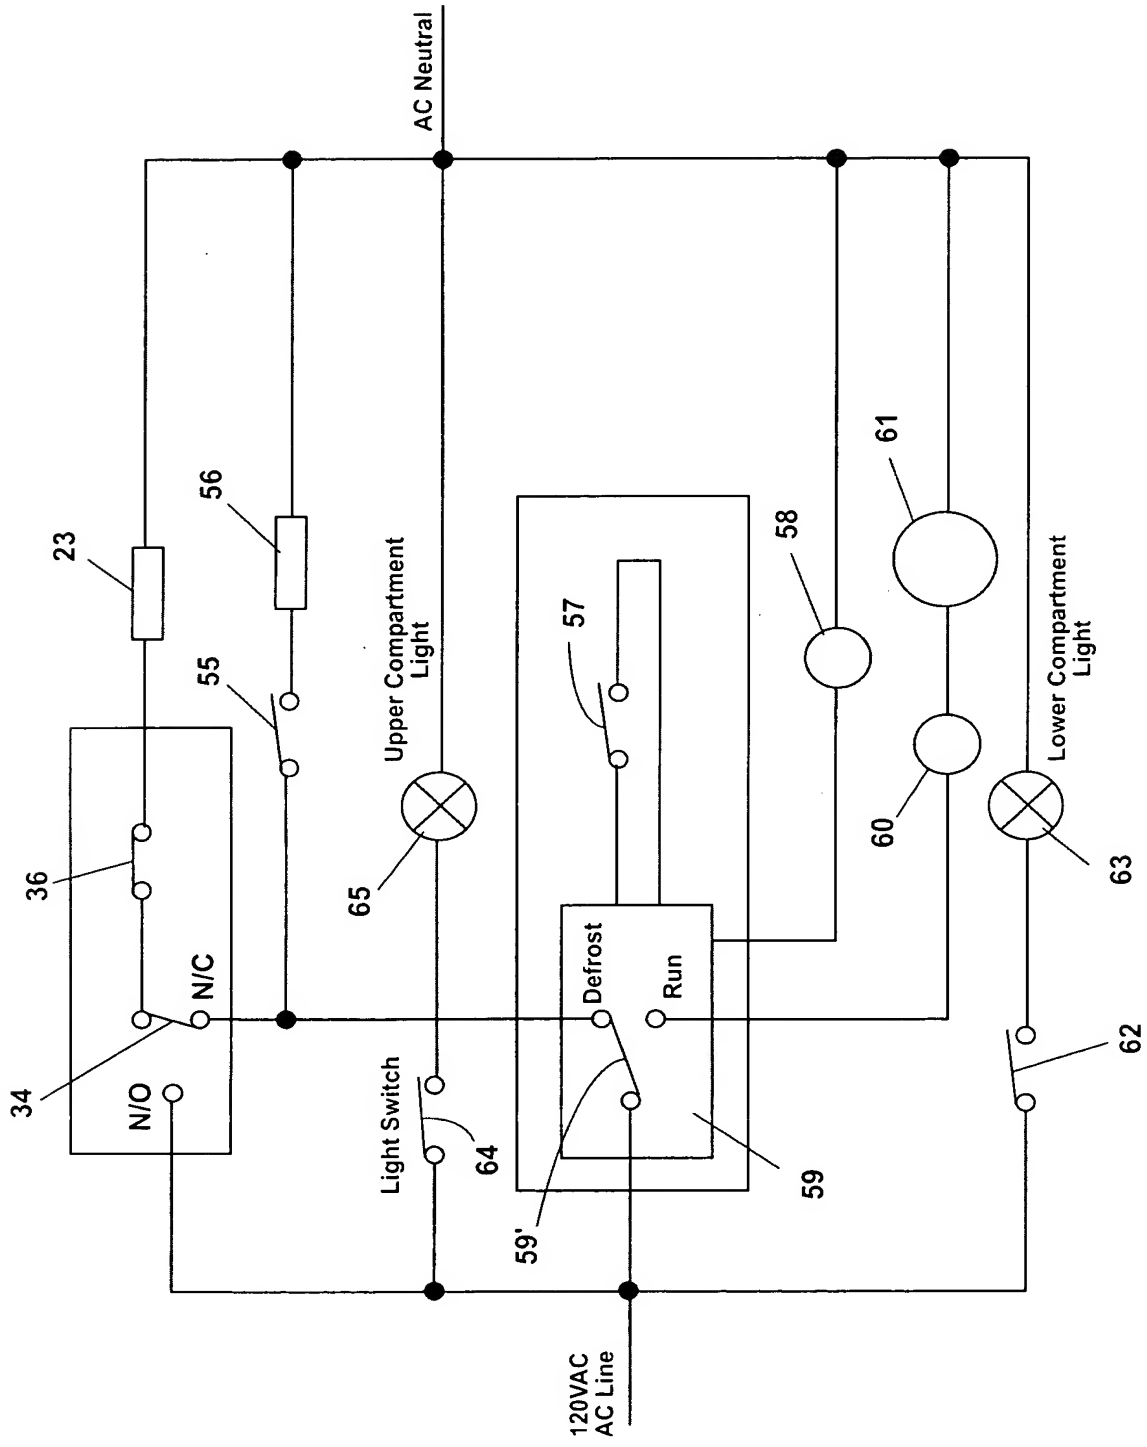 AC Neutral
23
56
55
36
N/C
34
N/O
Upper Compartment
Light
65
Light Switch
64
57
Defrost
Run
59'
59
58
61
60
Lower Compartment
Light
63
62
120VAC
AC Line